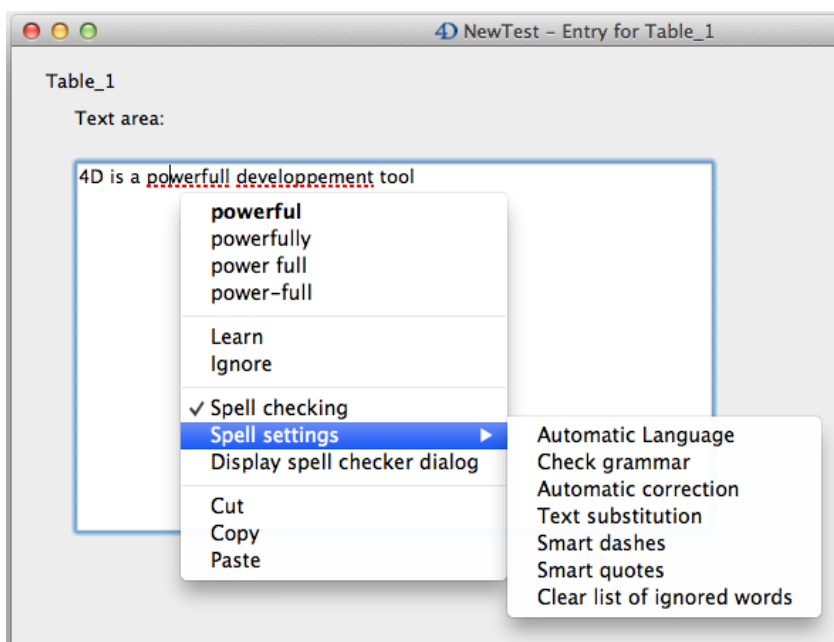 4D NewTest – Entry for Table_1
Table_1
Text area:
4D is a powerfull developpement tool
powerful
powerfully
power full
power-full
Learn
Ignore
✓ Spell checking
Spell settings
Display spell checker dialog
Cut
Copy
Paste
Automatic Language
Check grammar
Automatic correction
Text substitution
Smart dashes
Smart quotes
Clear list of ignored words